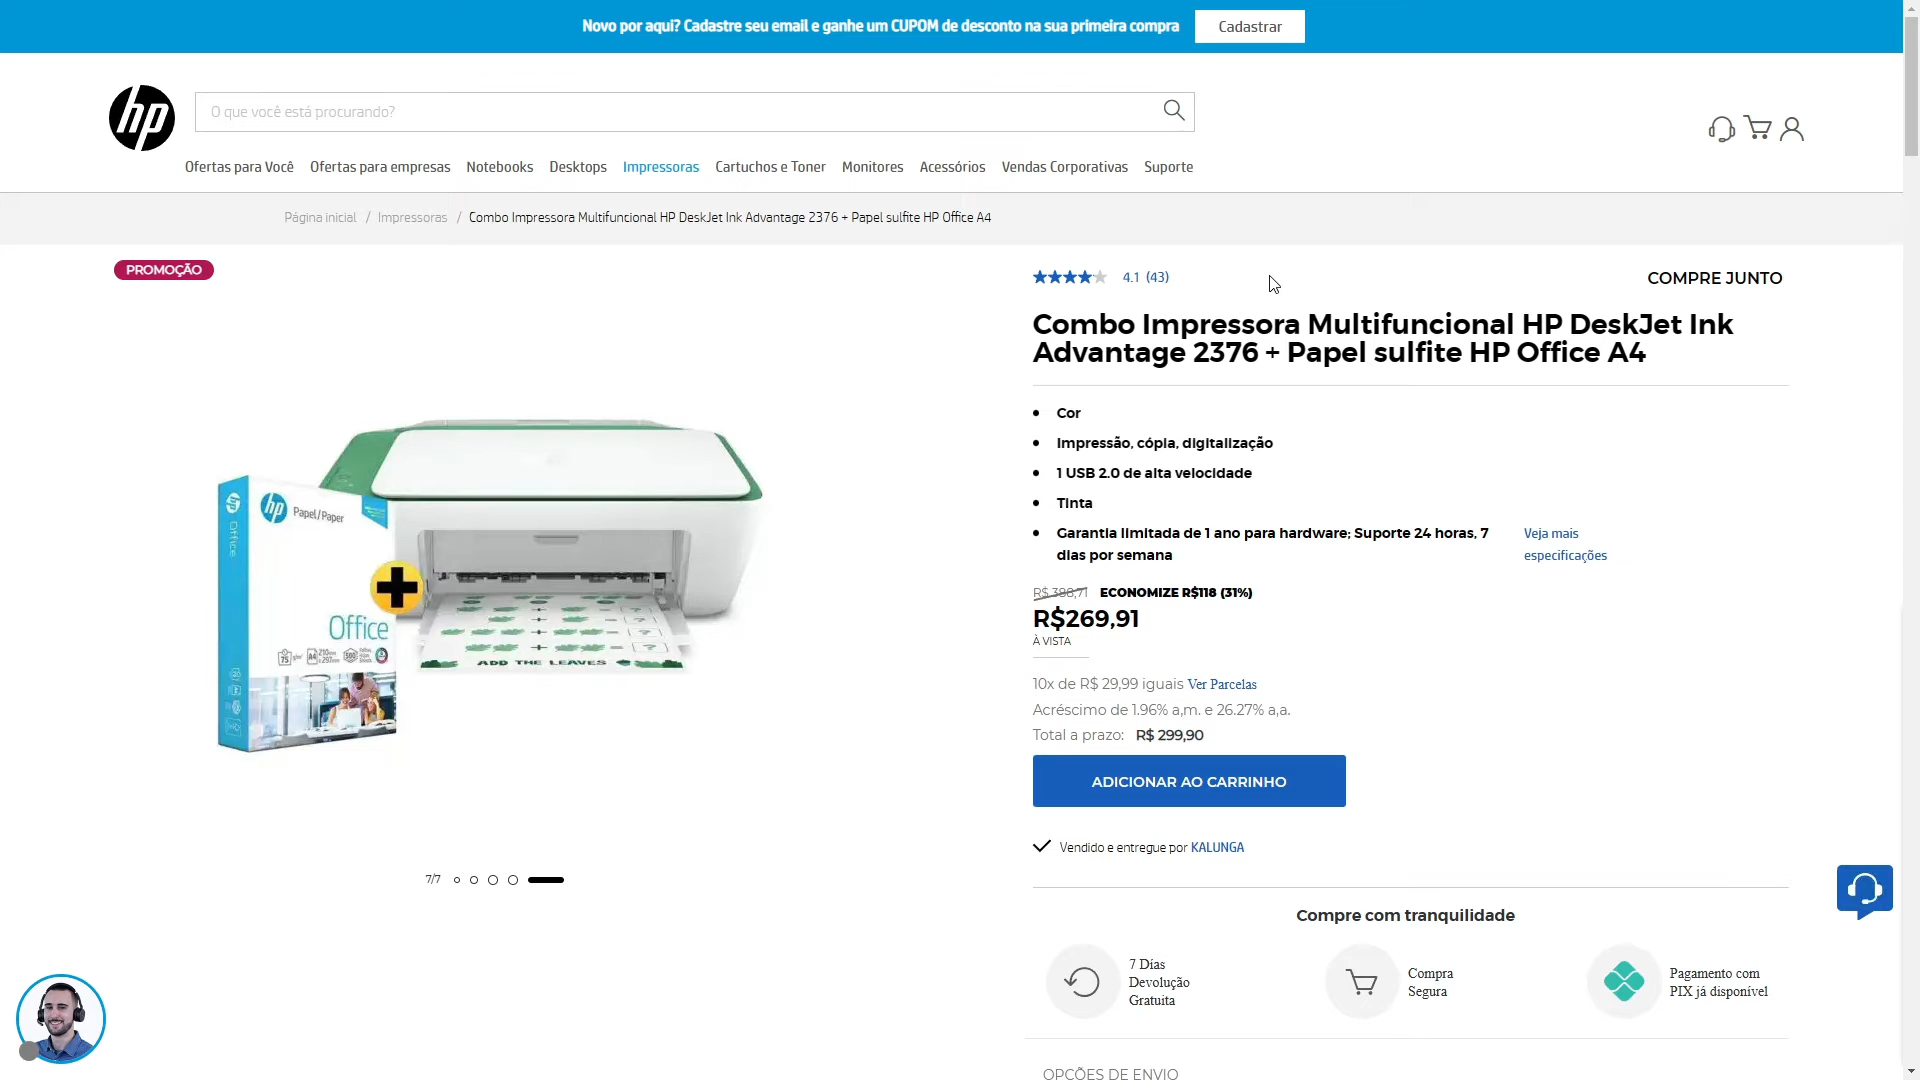 Novo por aqui? Cadastre seu email e ganhe um CUPOM de desconto na sua primeira compra
Cadastrar
hp
O que você está procurando?
Ofertas para Você
Ofertas para empresas
Notebooks
Desktops
Impressoras
Cartuchos e Toner
Monitores
Acessórios
Vendas Corporativas
Suporte
Página inicial / Impressoras / Combo Impressora Multifuncional HP DeskJet Ink Advantage 2376 + Papel sulfite HP Office A4
PROMOÇÃO
hp
Office
hp
Papel/Paper
Office
75
A4
210mm
x 297mm
500
ADD THE LEAVES
7/7
4.1 (43)
COMPRE JUNTO
Combo Impressora Multifuncional HP DeskJet Ink
Advantage 2376 + Papel sulfite HP Office A4
Cor
Impressão, cópia, digitalização
1 USB 2.0 de alta velocidade
Tinta
Garantia limitada de 1 ano para hardware; Suporte 24 horas, 7
dias por semana
Veja mais
especificações
R$ 388,71 ECONOMIZE R$118 (31%)
R$269,91
À VISTA
10x de R$ 29,99 iguais Ver Parcelas
Acréscimo de 1.96% a,m. e 26.27% a,a.
Total a prazo: R$ 299,90
ADICIONAR AO CARRINHO
Vendido e entregue por KALUNGA
Compre com tranquilidade
7 Días
Devolução
Gratuita
Compra
Segura
Pagamento com
PIX já disponível
OPÇÕES DE ENVIO